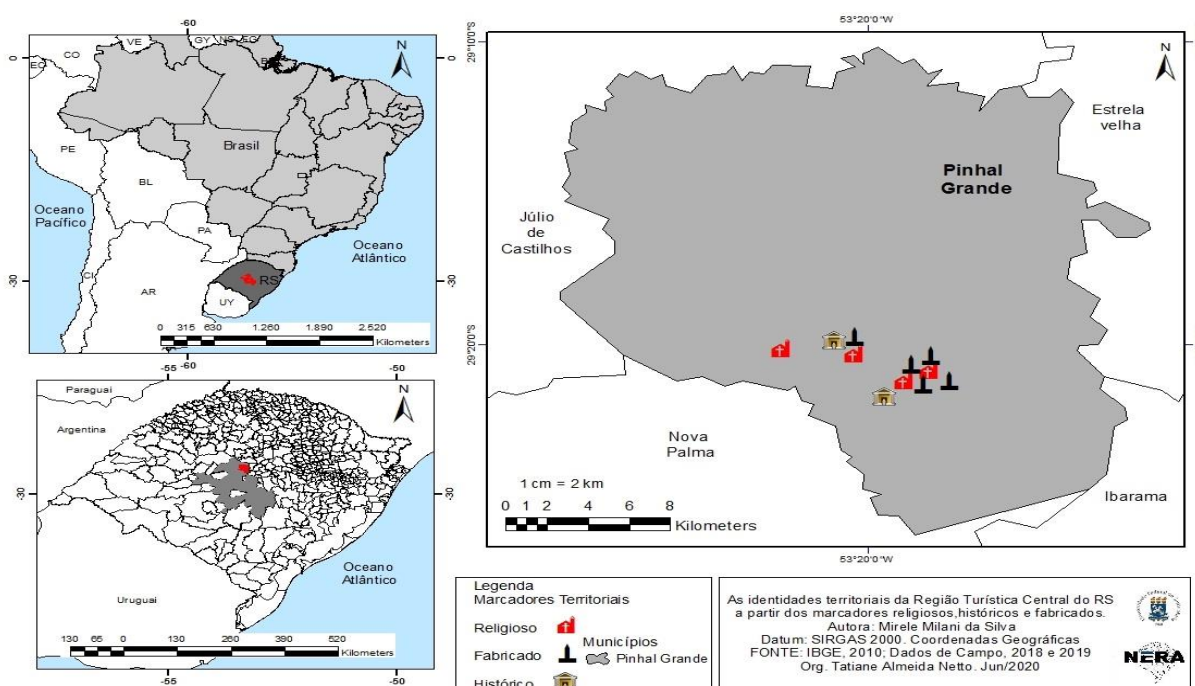 -60
N
VE
GY
NS
CO
0
0
PE
Brasil
BL
Oceano
Pacífico
PA
Oceano
Atlântico
-30
CI
AR
RS
UY
-30
0 315 630 1.260 1.890 2.520
Kilometers
-60
-55
-50
Paraguai
N
Argentina
-30
-30
Oceano
Atlântico
Uruguai
130 65 0 130 260 390 520
Kilometers
-55
-50
53°20'0"W
29°10'0"S
N
Estrela
velha
Pinhal
Grande
Júlio
de
Castilhos
29°20'0"S
Nova
Palma
1 cm = 2 km
0 1 2 4 6 8
Kilometers
Ibarama
53°20'0"W
Legenda
Marcadores Territoriais
Religioso
Fabricado
Histórico
Municípios
Pinhal Grande
As identidades territoriais da Região Turística Central do RS
a partir dos marcadores religiosos,históricos e fabricados.
Autora: Mirele Milani da Silva
Datum: SIRGAS 2000. Coordenadas Geográficas
FONTE: IBGE, 2010; Dados de Campo, 2018 e 2019
Org. Tatiane Almeida Netto. Jun/2020
NERA